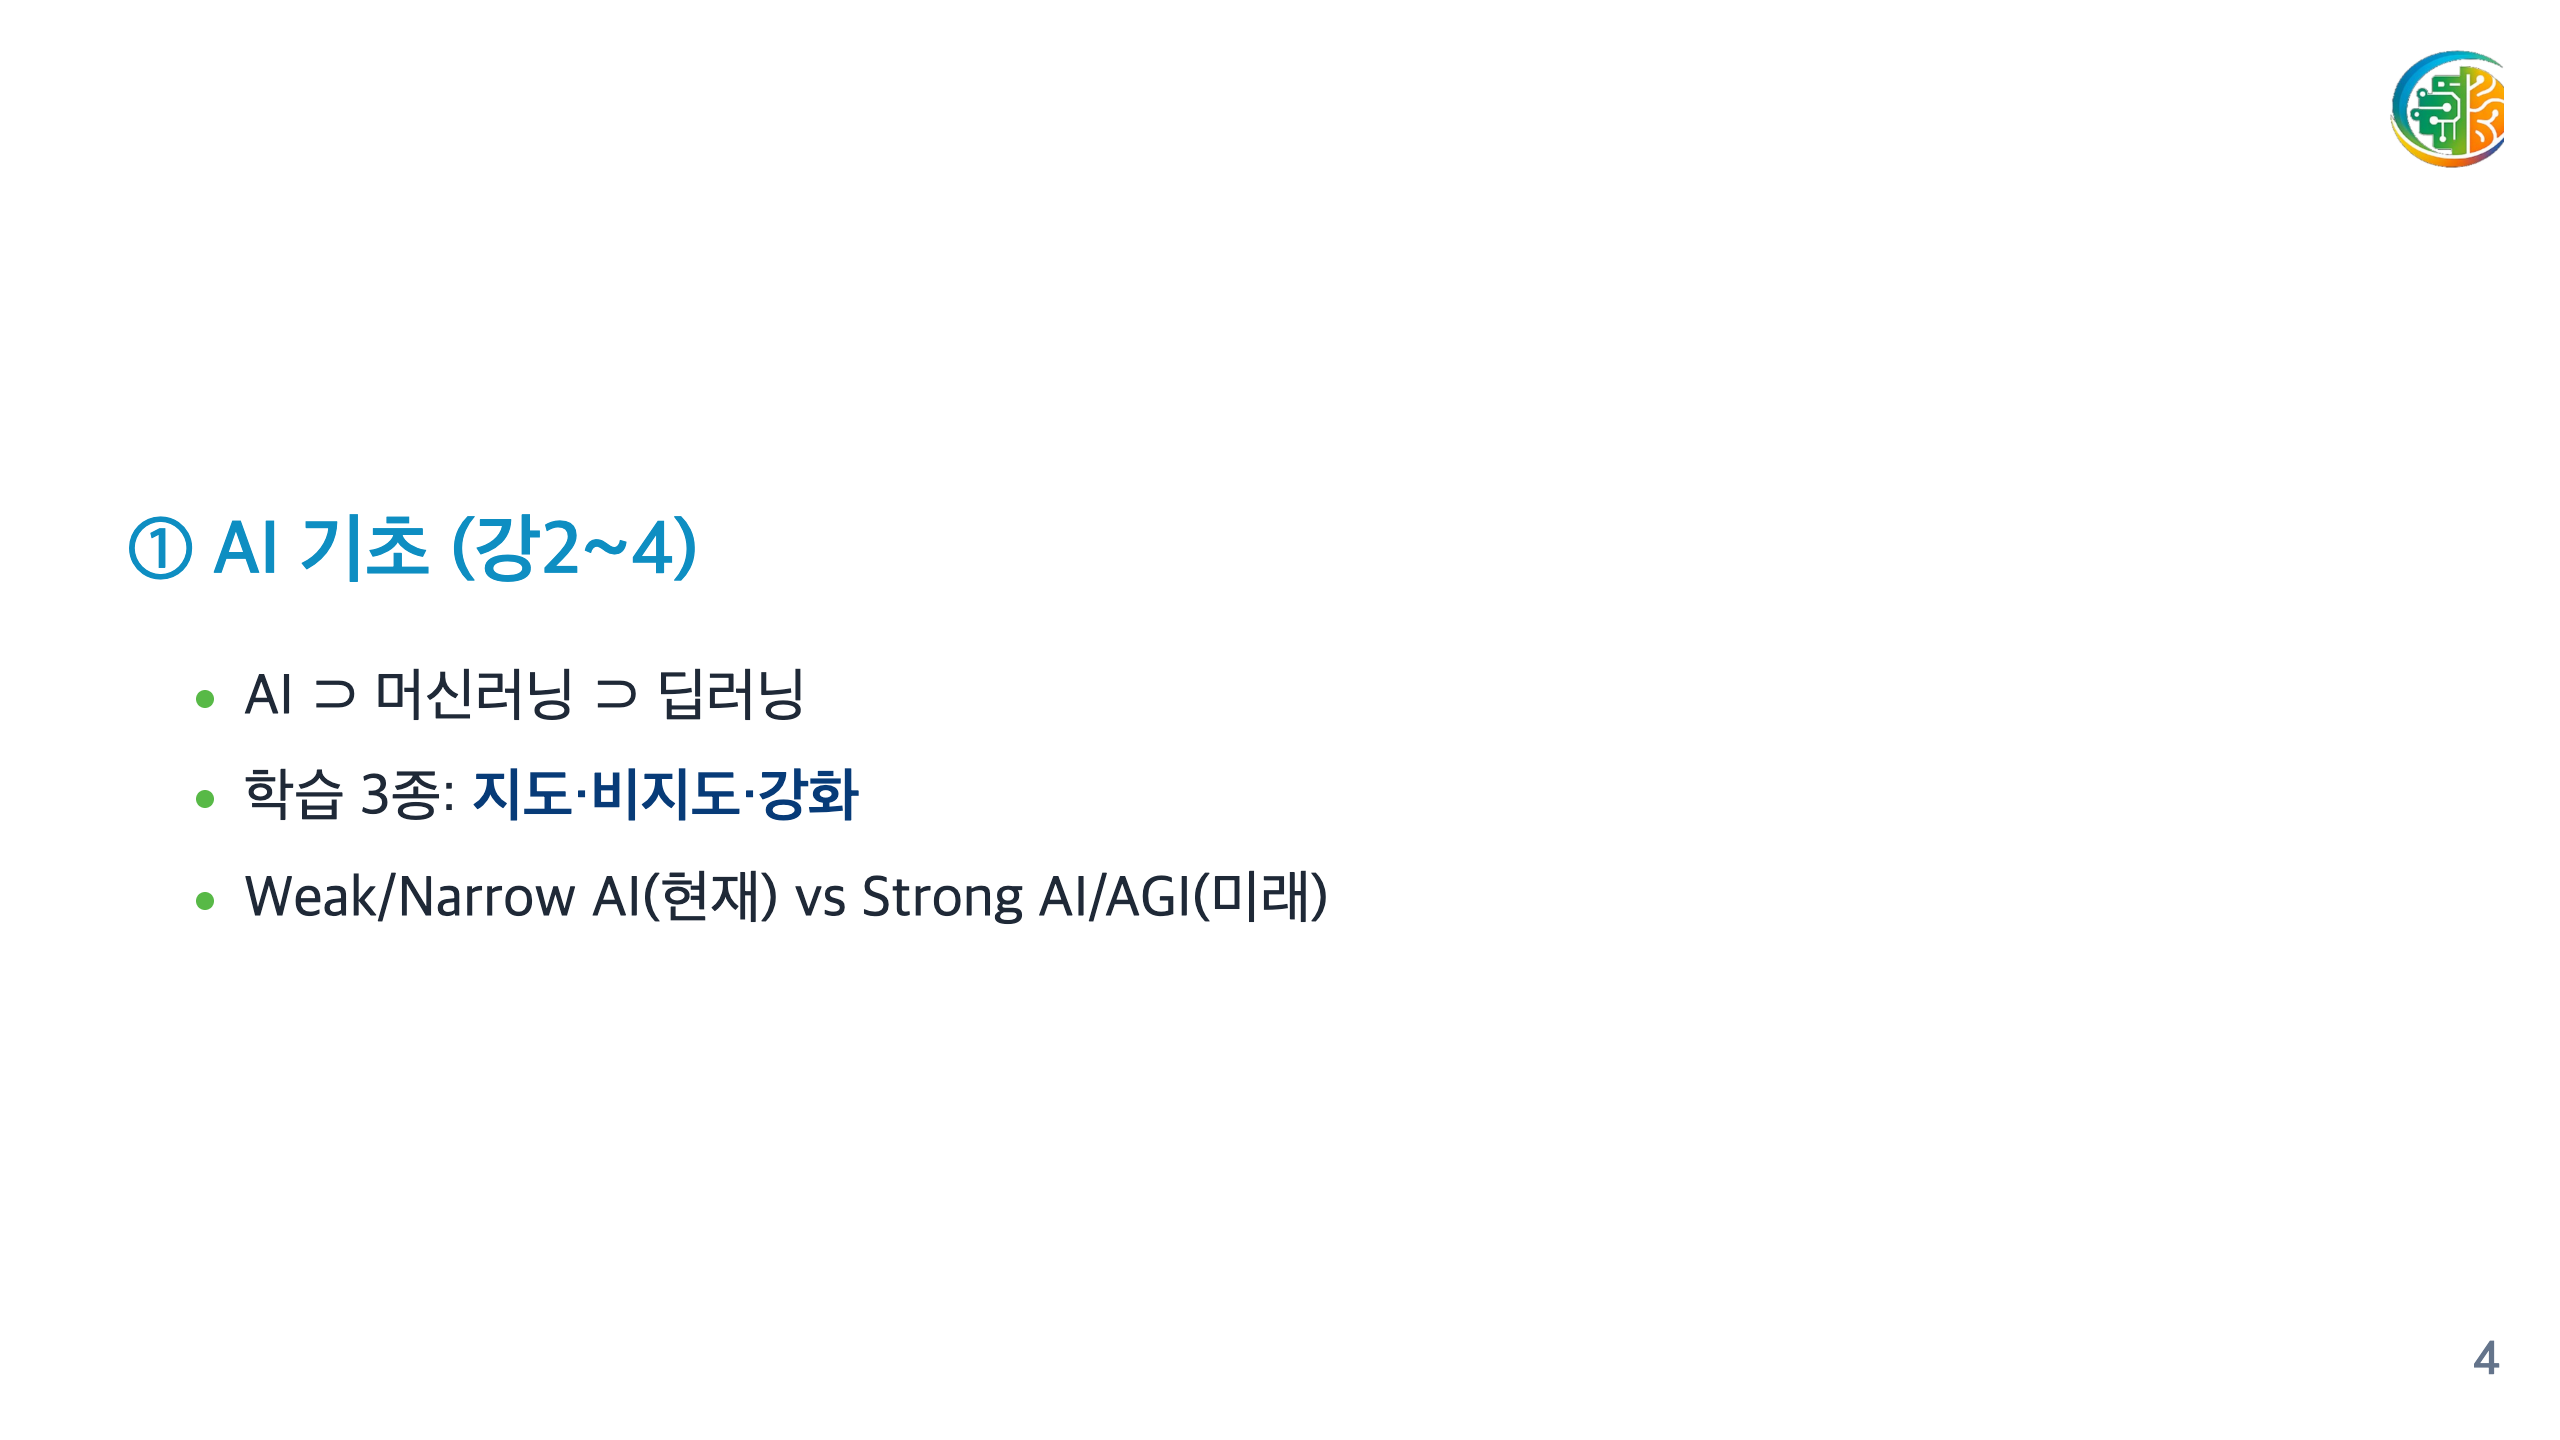 ① AI 기초 (강2~4)
• AI ⊃ 머신러닝 ⊃ 딥러닝
• 학습 3종: 지도·비지도·강화
• Weak/Narrow AI(현재) vs Strong AI/AGI(미래)
4